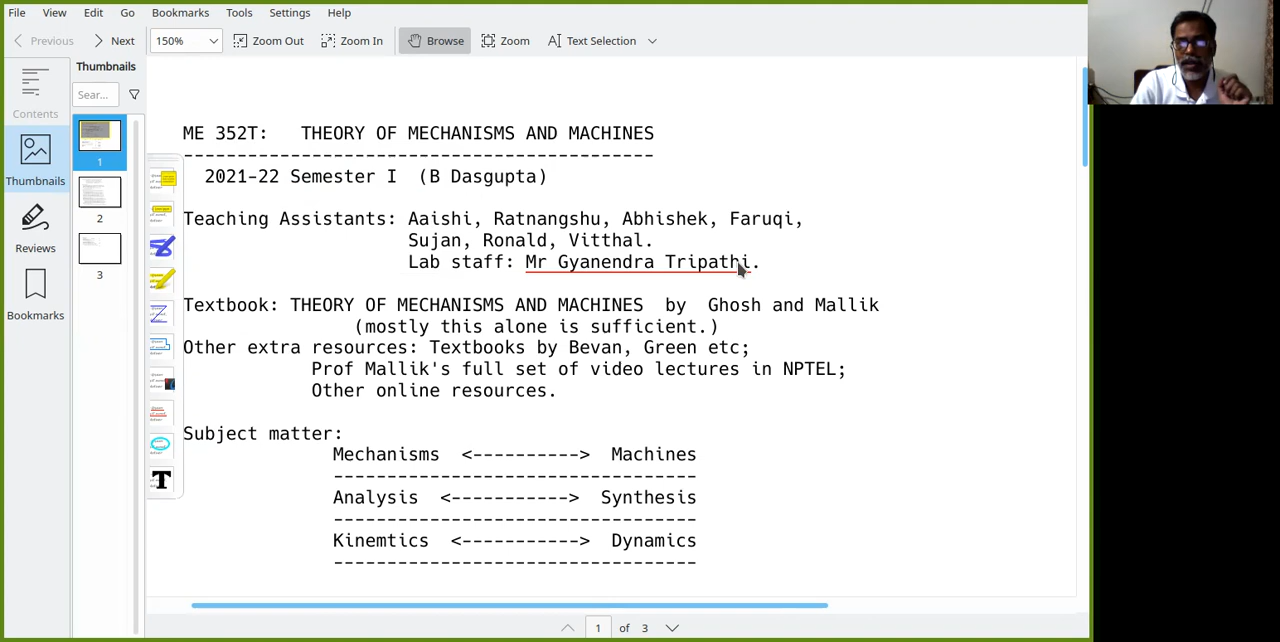 File View Edit Go Bookmarks Tools Settings Help
Previous Next 150% Zoom Out Zoom In Browse Zoom Text Selection
Thumbnails
Contents
Sear...
1
Thumbnails
2
Reviews
3
Bookmarks
ME 352T: THEORY OF MECHANISMS AND MACHINES
--------------------------------------------
2021-22 Semester I (B Dasgupta)
Teaching Assistants: Aaishi, Ratnangshu, Abhishek, Faruqi,
Sujan, Ronald, Vitthal.
Lab staff: Mr Gyanendra Tripathi.
Textbook: THEORY OF MECHANISMS AND MACHINES by Ghosh and Mallik
(mostly this alone is sufficient.)
Other extra resources: Textbooks by Bevan, Green etc;
Prof Mallik's full set of video lectures in NPTEL;
Other online resources.
Subject matter:
Mechanisms <----------> Machines
----------------------------------
Analysis <-----------> Synthesis
----------------------------------
Kinemtics <-----------> Dynamics
----------------------------------
T
1 of 3